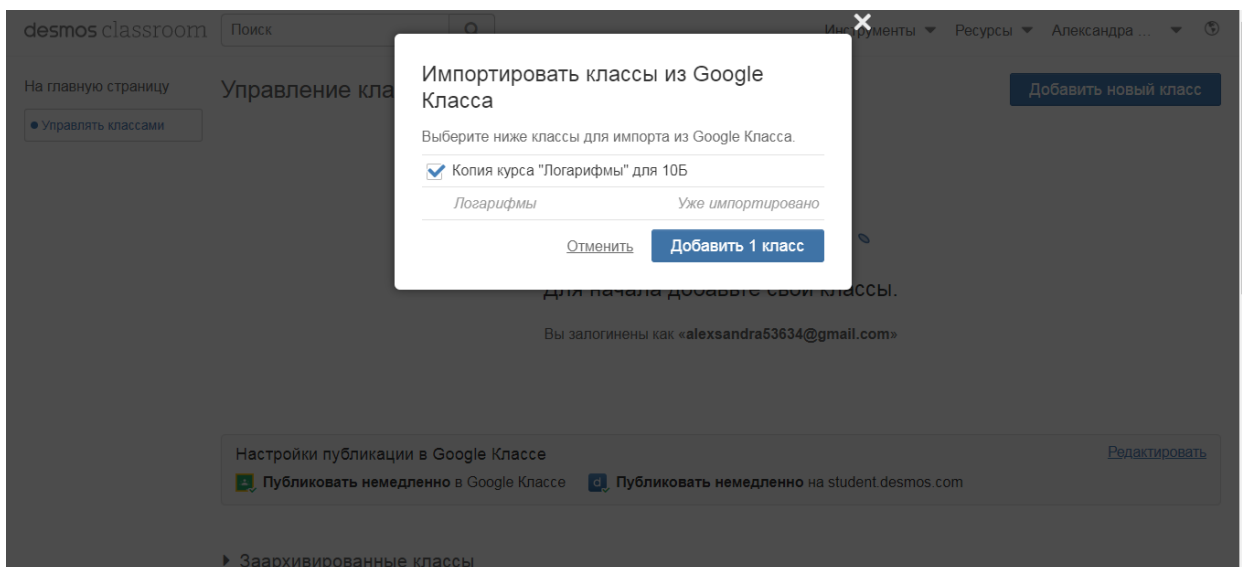 desmos classroom
Поиск
Инструменты
Ресурсы
Александра ...
На главную страницу
Управлять классами
Управление кла
Добавить новый класс
Импортировать классы из Google
Класса
Выберите ниже классы для импорта из Google Класса.
Копия курса "Логарифмы" для 10Б
Логарифмы Уже импортировано
Отменить Добавить 1 класс
Для начала добавьте свои классы.
Вы залогинены как «alexsandra53634@gmail.com»
Настройки публикации в Google Классе
Редактировать
Публиковать немедленно в Google Классе
d Публиковать немедленно на student.desmos.com
Заархивированные классы